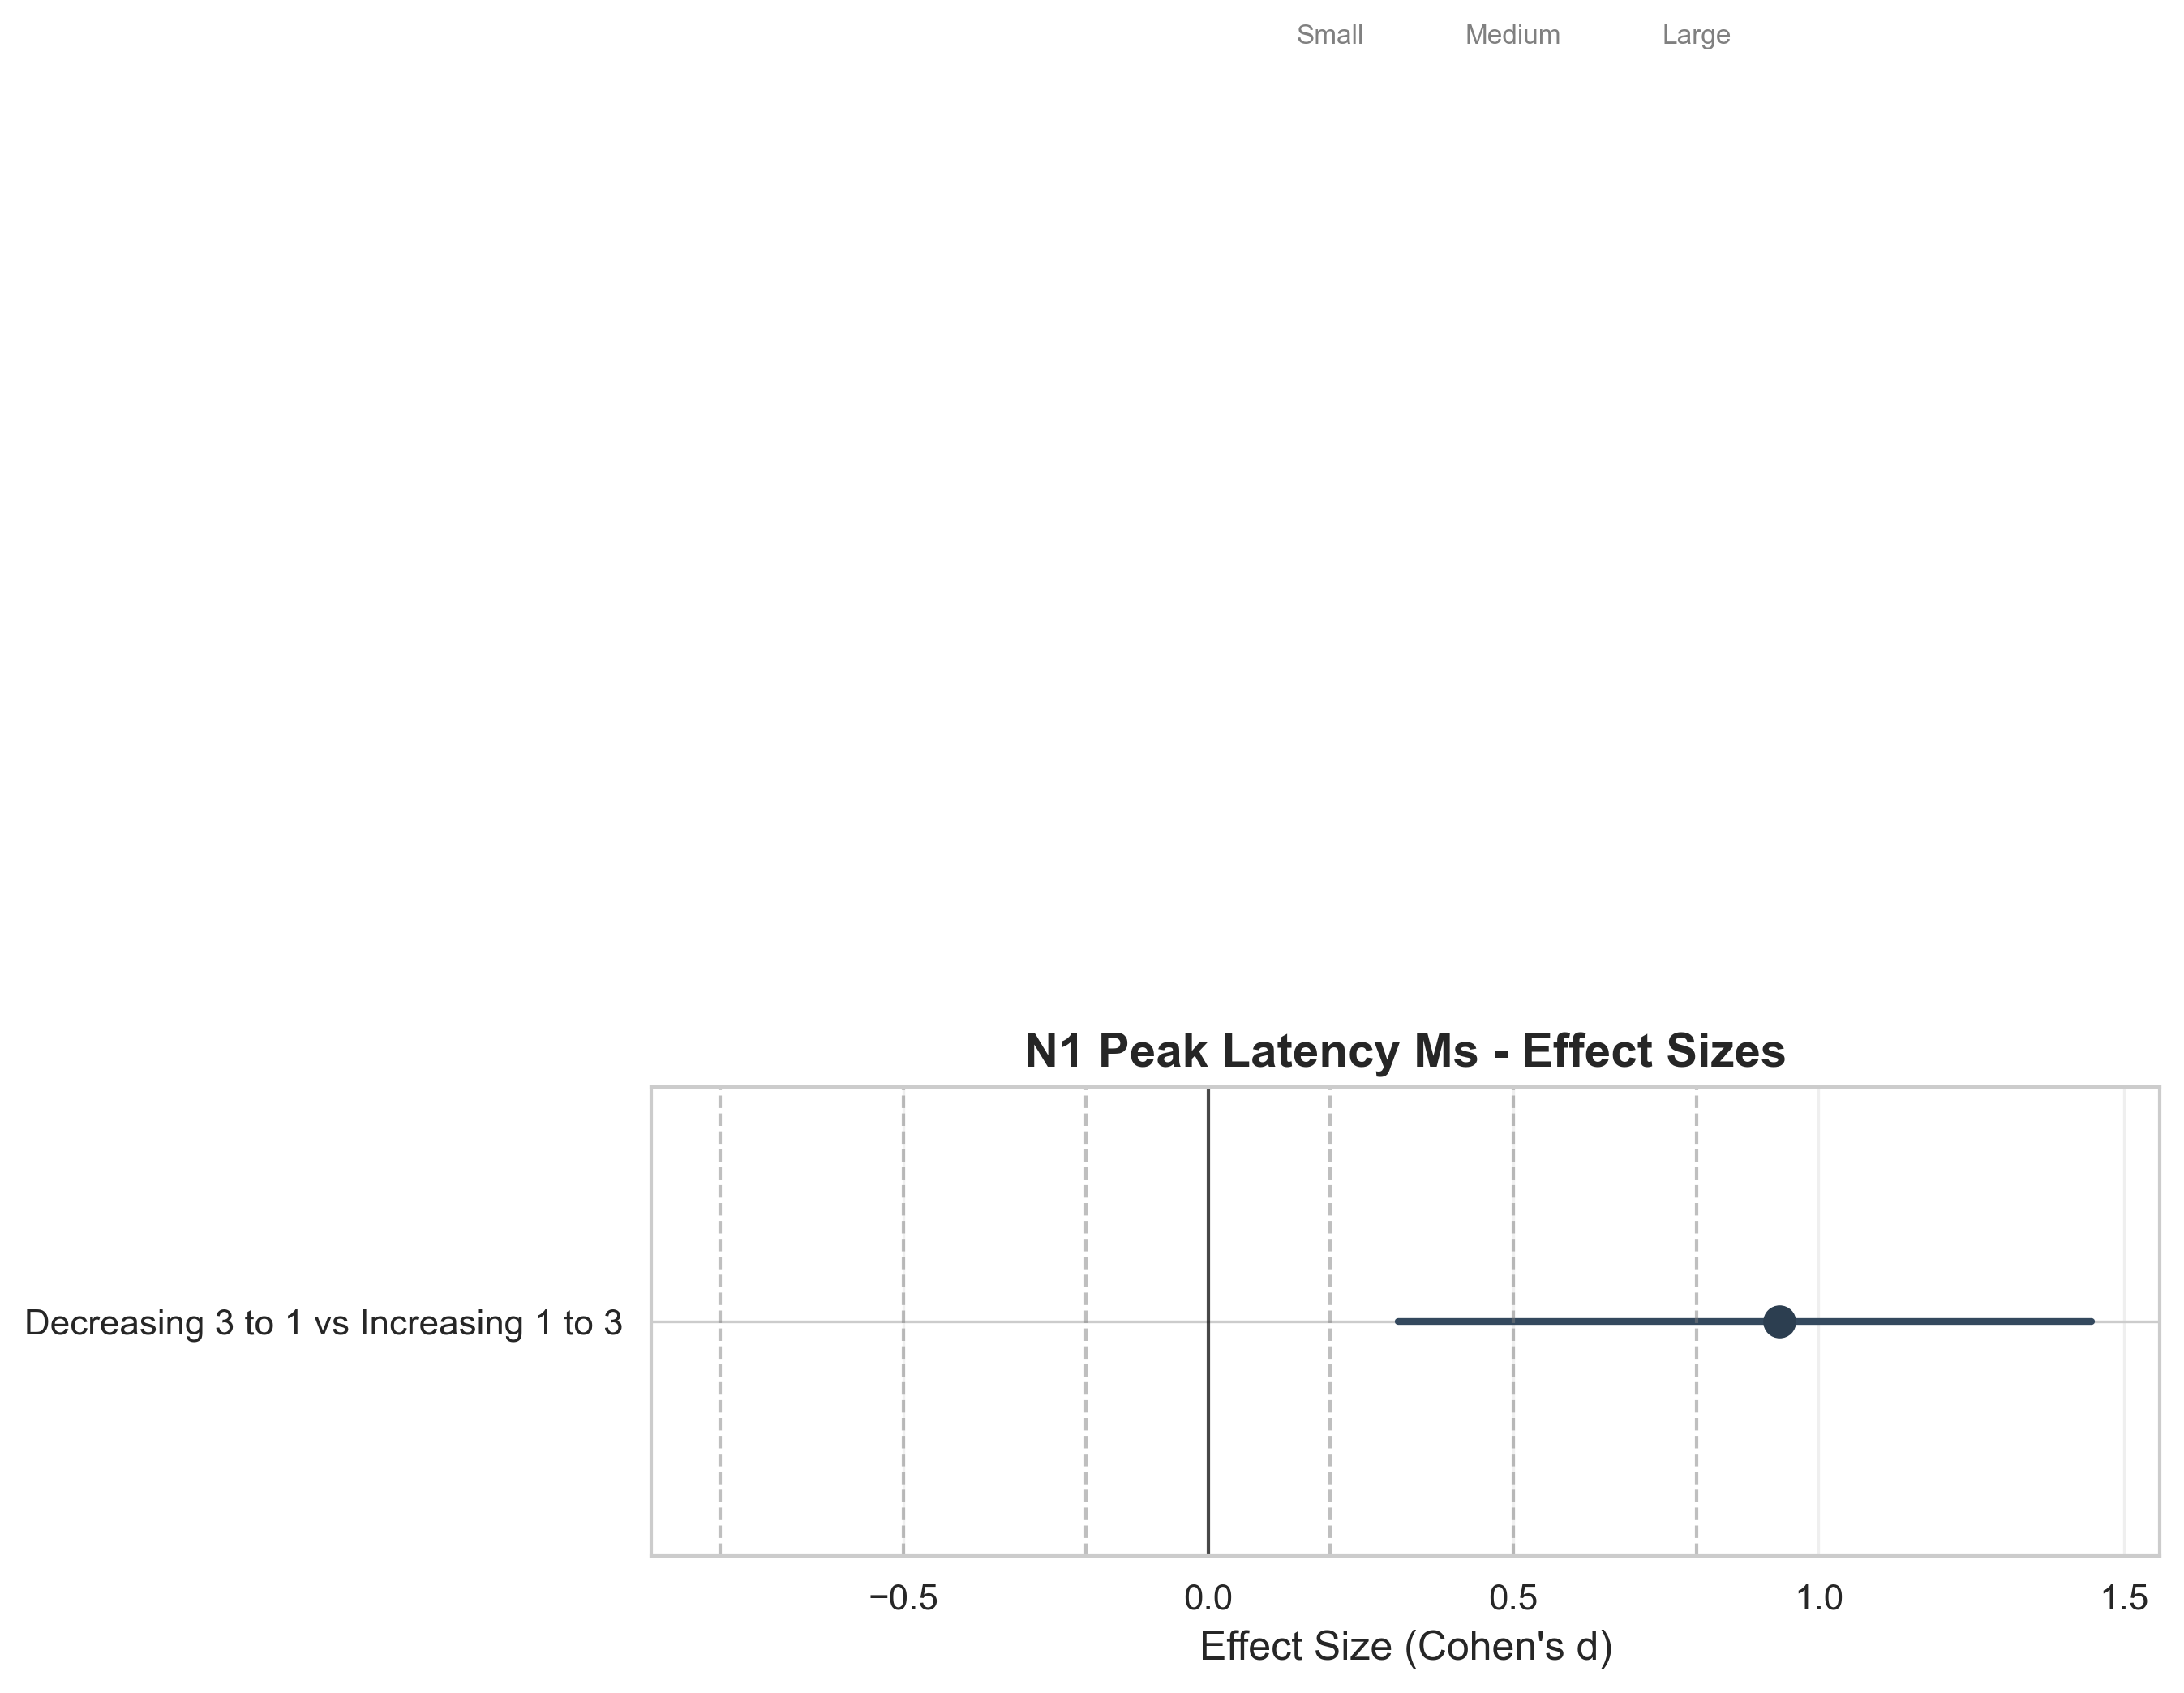 Small Medium Large
N1 Peak Latency Ms - Effect Sizes
Decreasing 3 to 1 vs Increasing 1 to 3
−0.5 0.0 0.5 1.0 1.5
Effect Size (Cohen's d)